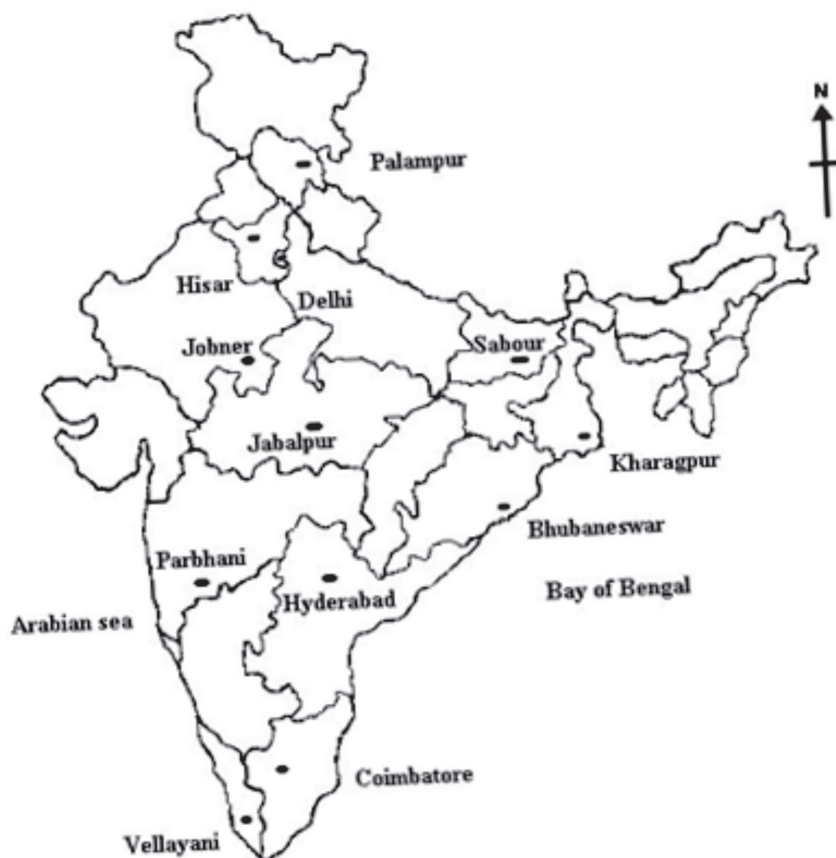 N
Palampur
Hisar
Delhi
Jobner
Sabour
Jabalpur
Kharagpur
Bhubaneswar
Parbhani
Hyderabad
Bay of Bengal
Arabian sea
Coimbatore
Vellayani